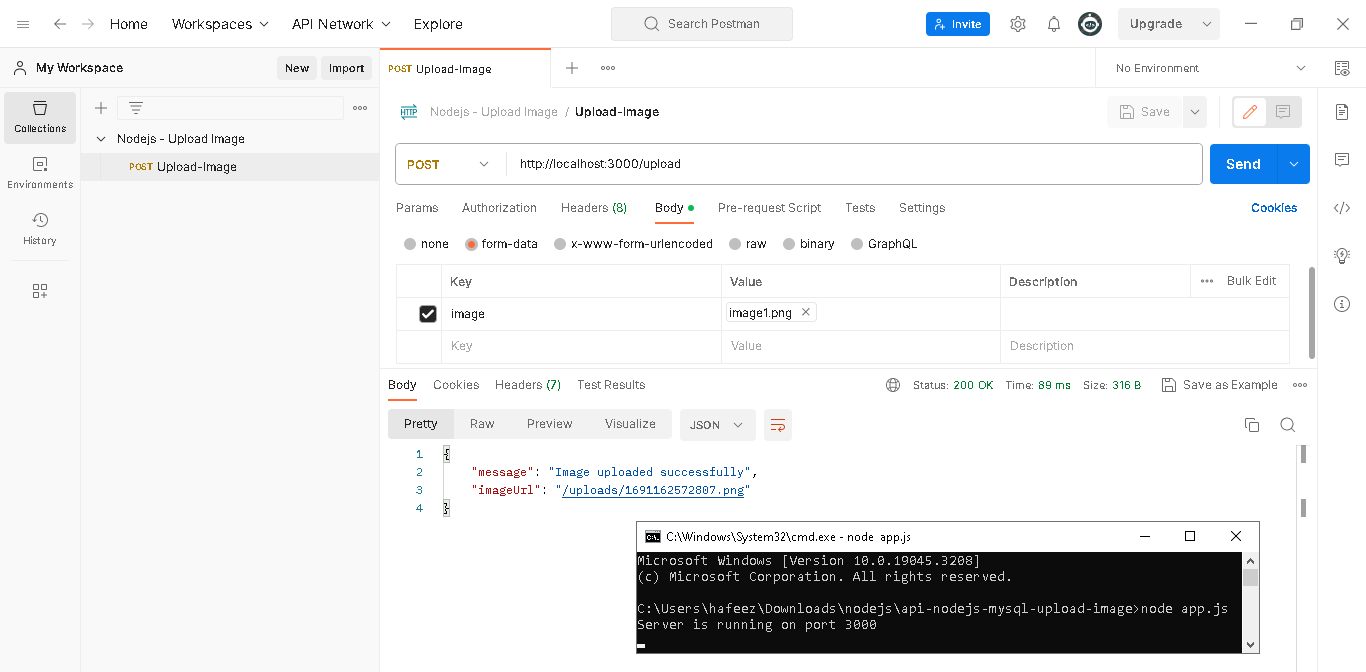 Home Workspaces API Network Explore Search Postman Invite Upgrade
My Workspace New Import POST Upload-Image No Environment
Collections
Environments
History
Nodejs - Upload Image
POST Upload-Image
HTTP Nodejs - Upload Image / Upload-Image Save
POST http://localhost:3000/upload Send
Params Authorization Headers (8) Body Pre-request Script Tests Settings Cookies
none form-data x-www-form-urlencoded raw binary GraphQL
Key Value Description Bulk Edit
image image1.png
Key Value Description
Body Cookies Headers (7) Test Results Status: 200 OK Time: 89 ms Size: 316 B Save as Example
Pretty Raw Preview Visualize JSON
1 {
2 "message": "Image uploaded successfully",
3 "imageUrl": "/uploads/1691162572807.png"
4 }
C:\Windows\System32\cmd.exe - node app.js
Microsoft Windows [Version 10.0.19045.3208]
(c) Microsoft Corporation. All rights reserved.
C:\Users\hafeez\Downloads\nodejs\api-nodejs-mysql-upload-image>node app.js
Server is running on port 3000